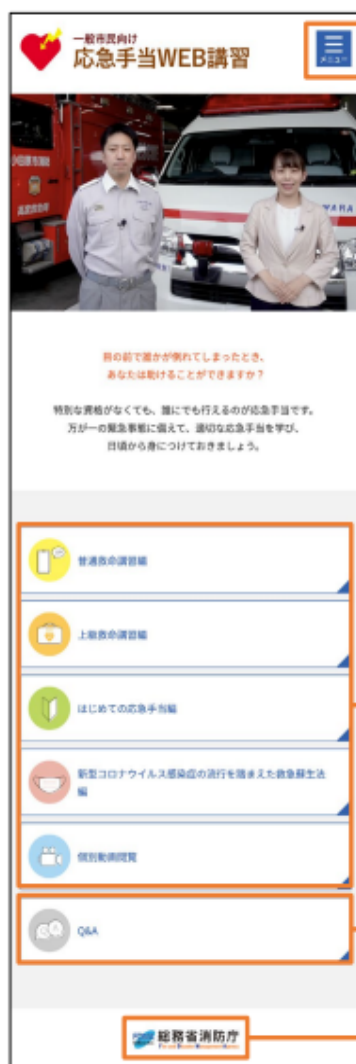 一般市民向け
応急手当WEB講習
メニュー
目の前で誰かが倒れてしまったとき、
あなたは助けることができますか？
特別な資格がなくても、誰にでも行えるのが応急手当です。
万が一の緊急事態に備えて、適切な応急手当を学び、
日頃から身につけておきましょう。
普通救命講習編
上級救命講習編
はじめての応急手当編
新型コロナウイルス感染症の流行を踏まえた救急蘇生法
編
個別動画閲覧
Q&A
総務省消防庁
Fire and Disaster Management Agency